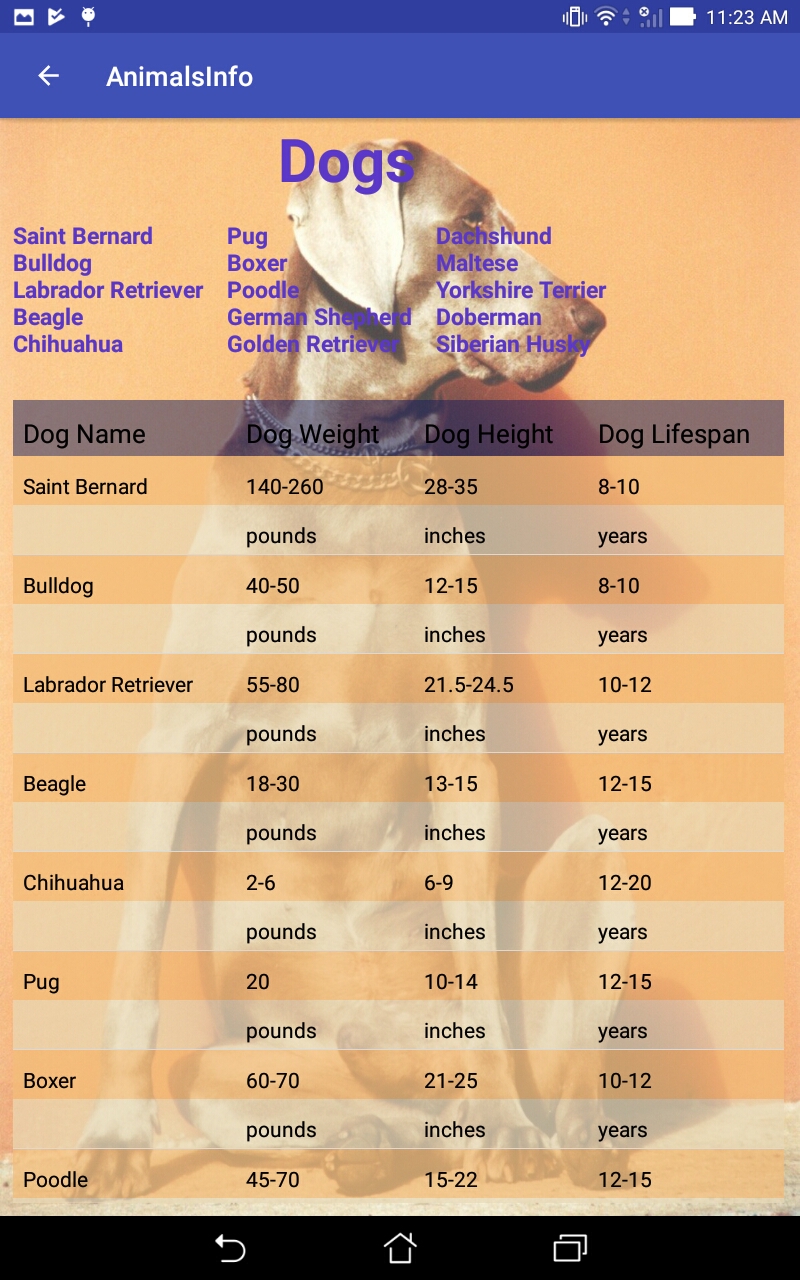 11:23 AM
AnimalsInfo
Dogs
Saint Bernard Pug Dachshund
Bulldog Boxer Maltese
Labrador Retriever Poodle Yorkshire Terrier
Beagle German Shepherd Doberman
Chihuahua Golden Retriever Siberian Husky
Dog Name Dog Weight Dog Height Dog Lifespan
Saint Bernard 140-260 28-35 8-10
pounds inches years
Bulldog 40-50 12-15 8-10
pounds inches years
Labrador Retriever 55-80 21.5-24.5 10-12
pounds inches years
Beagle 18-30 13-15 12-15
pounds inches years
Chihuahua 2-6 6-9 12-20
pounds inches years
Pug 20 10-14 12-15
pounds inches years
Boxer 60-70 21-25 10-12
pounds inches years
Poodle 45-70 15-22 12-15